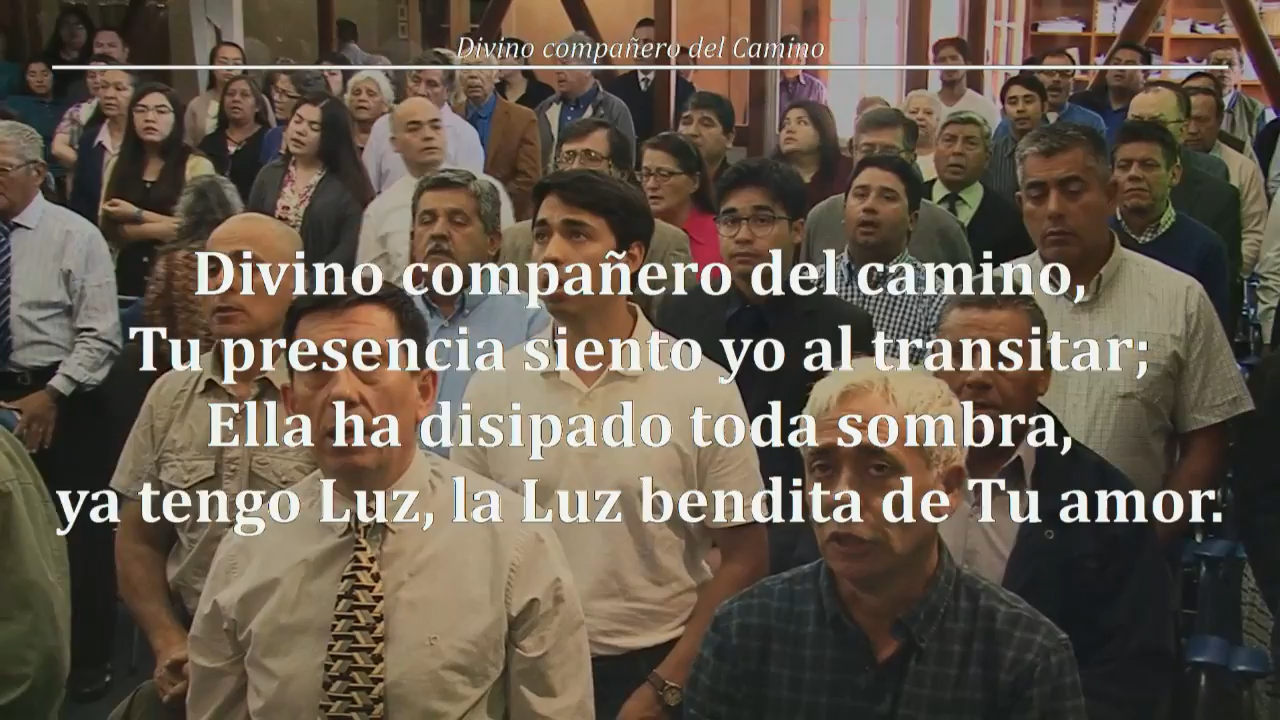 Divino compañero del Camino
Divino compañero del camino,
Tu presencia siento yo al transitar;
Ella ha disipado toda sombra,
ya tengo Luz, la Luz bendita de Tu amor.